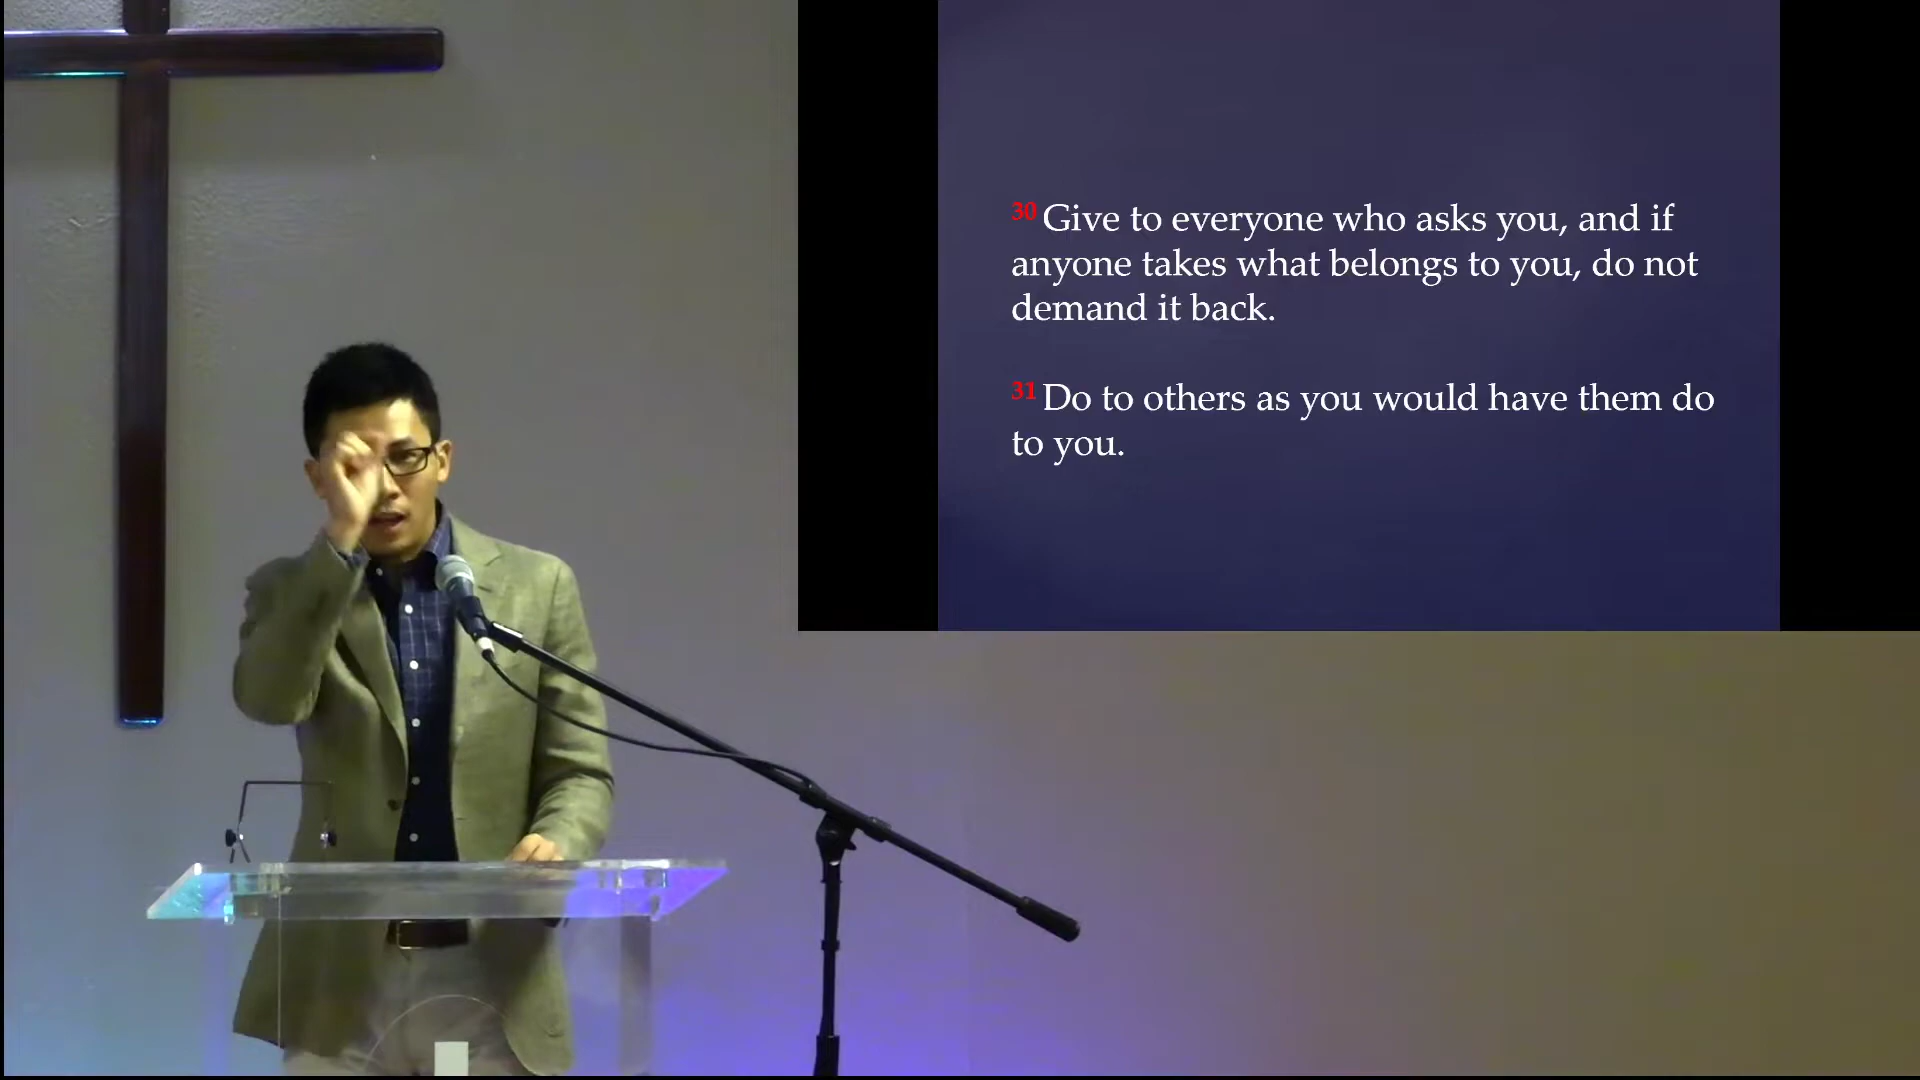 30 Give to everyone who asks you, and if
anyone takes what belongs to you, do not
demand it back.
31 Do to others as you would have them do
to you.